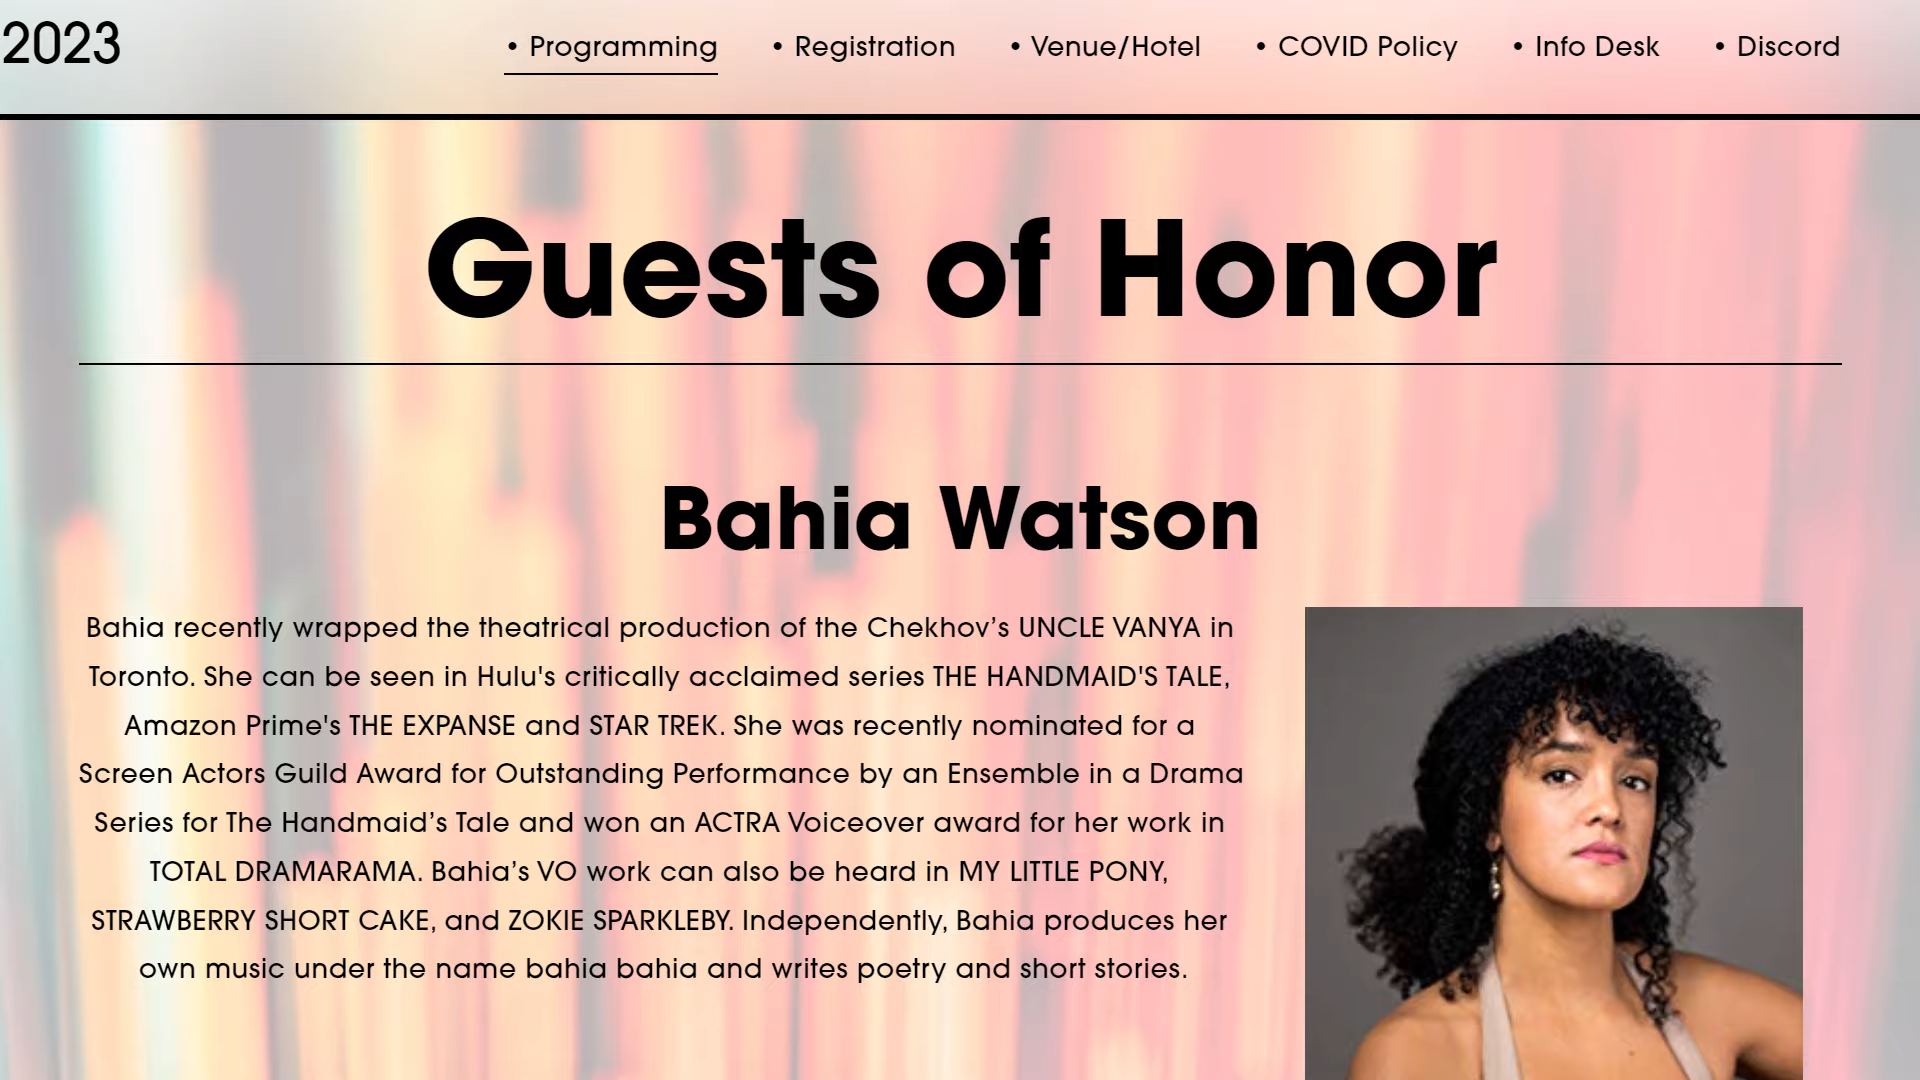 2023
• Programming
• Registration
• Venue/Hotel
• COVID Policy
• Info Desk
• Discord
Guests of Honor
Bahia Watson
Bahia recently wrapped the theatrical production of the Chekhov’s UNCLE VANYA in
Toronto. She can be seen in Hulu's critically acclaimed series THE HANDMAID'S TALE,
Amazon Prime's THE EXPANSE and STAR TREK. She was recently nominated for a
Screen Actors Guild Award for Outstanding Performance by an Ensemble in a Drama
Series for The Handmaid’s Tale and won an ACTRA Voiceover award for her work in
TOTAL DRAMARAMA. Bahia’s VO work can also be heard in MY LITTLE PONY,
STRAWBERRY SHORT CAKE, and ZOKIE SPARKLEBY. Independently, Bahia produces her
own music under the name bahia bahia and writes poetry and short stories.